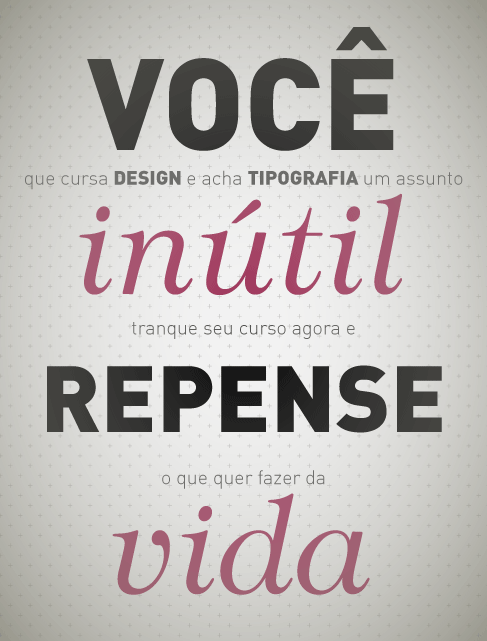 VOCÊ
que cursa DESIGN e acha TIPOGRAFIA um assunto
inútil
tranque seu curso agora e
REPENSE
o que quer fazer da
vida